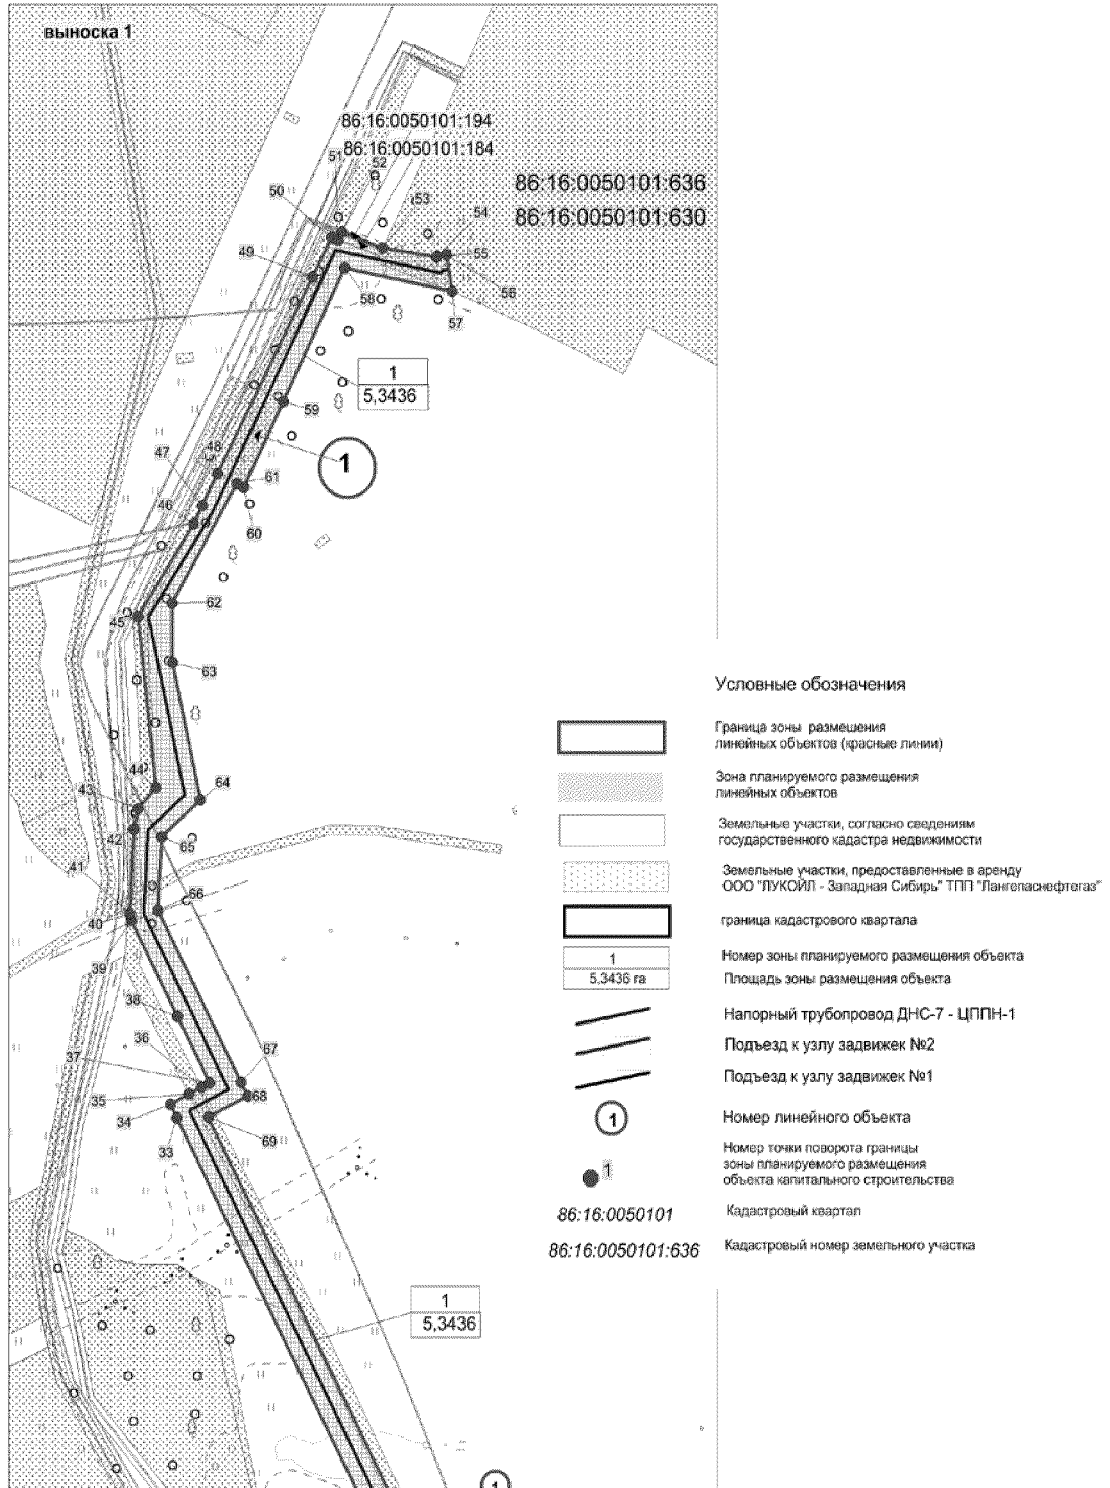 выноска 1
86:16:0050101:194
86:16:0050101:184
51
52
86:16:0050101:636
50
53
54
86:16:0050101:630
49
55
56
58
57
1
5,3436
59
47
48
1
61
46
60
62
45
63
44
43
64
42
65
41
66
40
39
38
36
37
67
35
68
34
69
33
1
5,3436
1
Условные обозначения
Граница зоны размещения
линейных объектов (красные линии)
Зона планируемого размещения
линейных объектов
Земельные участки, согласно сведениям
государственного кадастра недвижимости
Земельные участки, предоставленные в аренду
ООО "ЛУКОЙЛ - Западная Сибирь" ТПП "Лангепаснефтегаз"
граница кадастрового квартала
1
Номер зоны планируемого размещения объекта
5,3436 га
Площадь зоны размещения объекта
Напорный трубопровод ДНС-7 - ЦППН-1
Подъезд к узлу задвижек №2
Подъезд к узлу задвижек №1
1
Номер линейного объекта
1
Номер точки поворота границы
зоны планируемого размещения
объекта капитального строительства
86:16:0050101
Кадастровый квартал
86:16:0050101:636
Кадастровый номер земельного участка